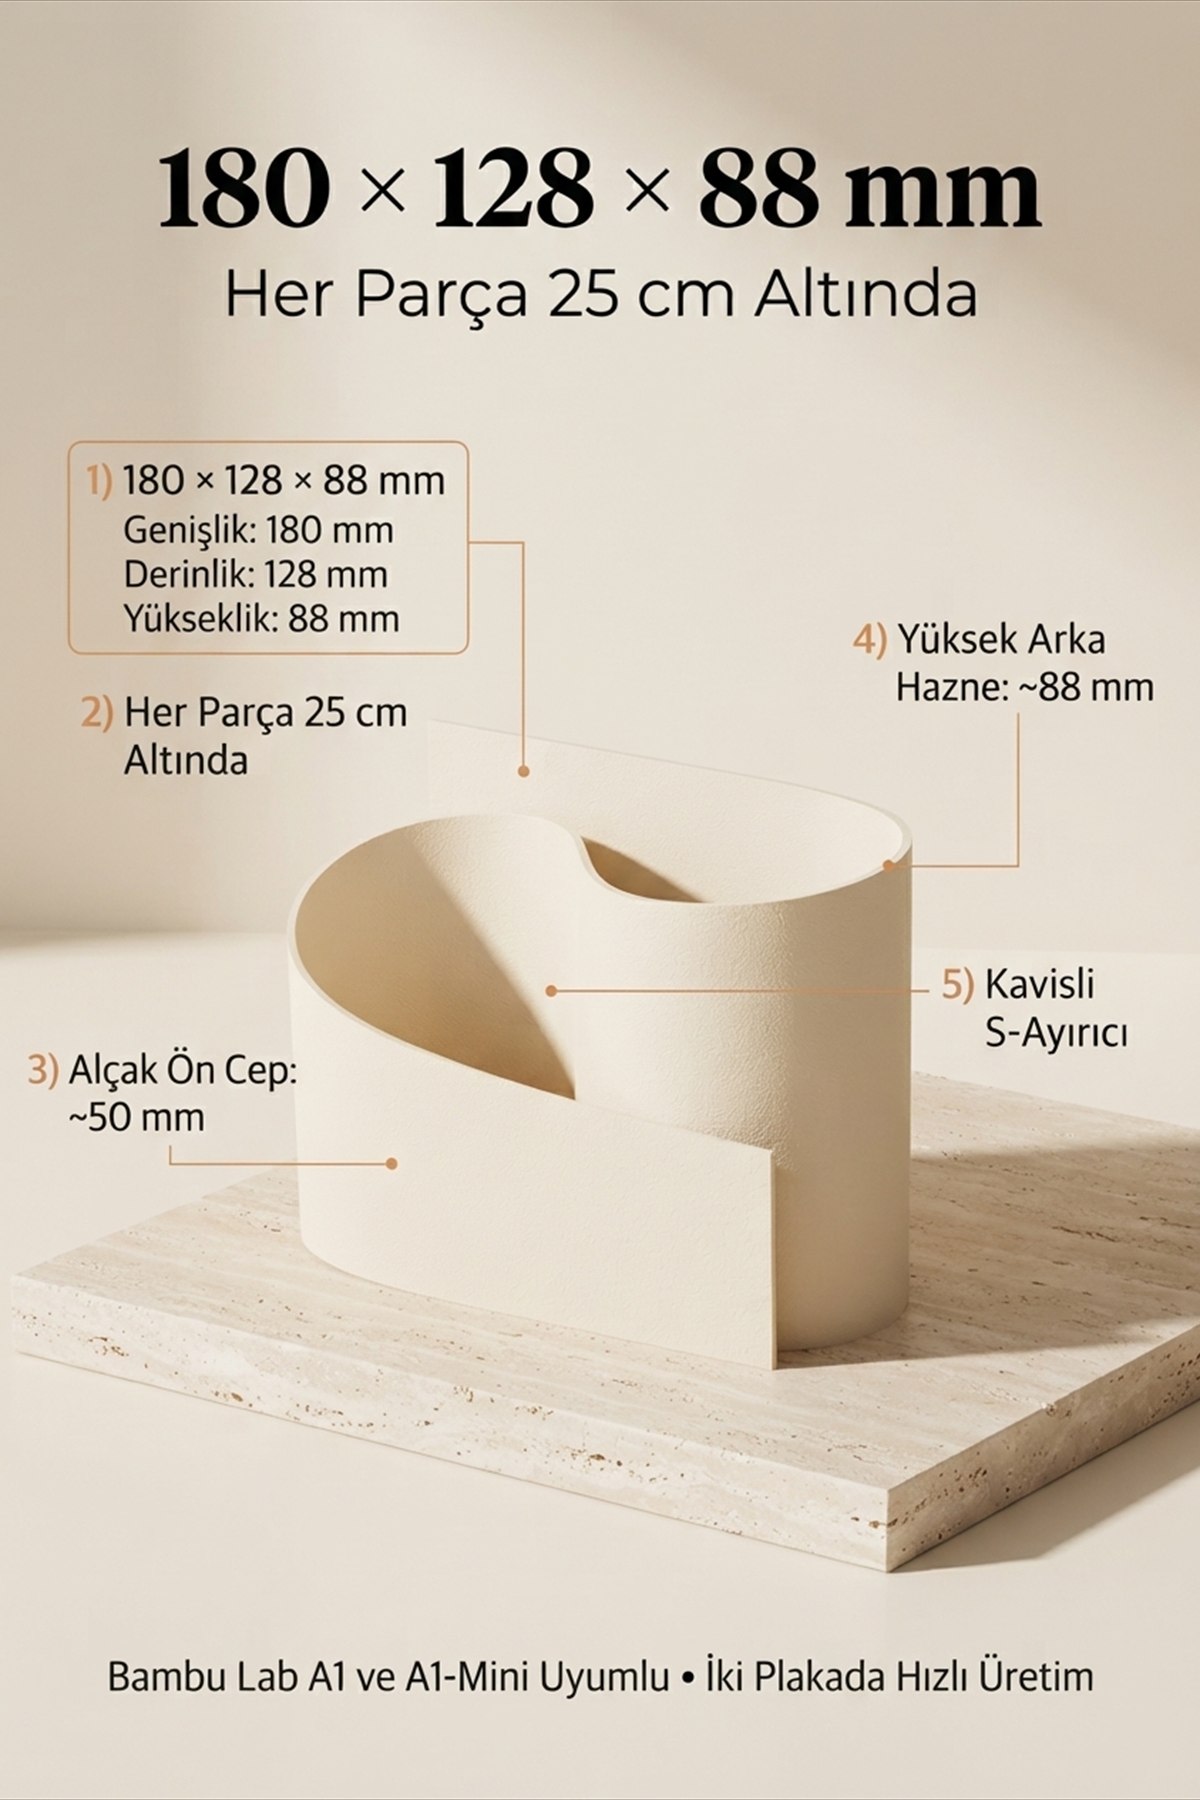 180 × 128 × 88 mm
Her Parça 25 cm Altında
1) 180 × 128 × 88 mm
Genişlik: 180 mm
Derinlik: 128 mm
Yükseklik: 88 mm
2) Her Parça 25 cm
Altında
4) Yüksek Arka
Hazne: ~88 mm
5) Kavisli
S-Ayırıcı
3) Alçak Ön Cep:
~50 mm
Bambu Lab A1 ve A1-Mini Uyumlu • İki Plakada Hızlı Üretim